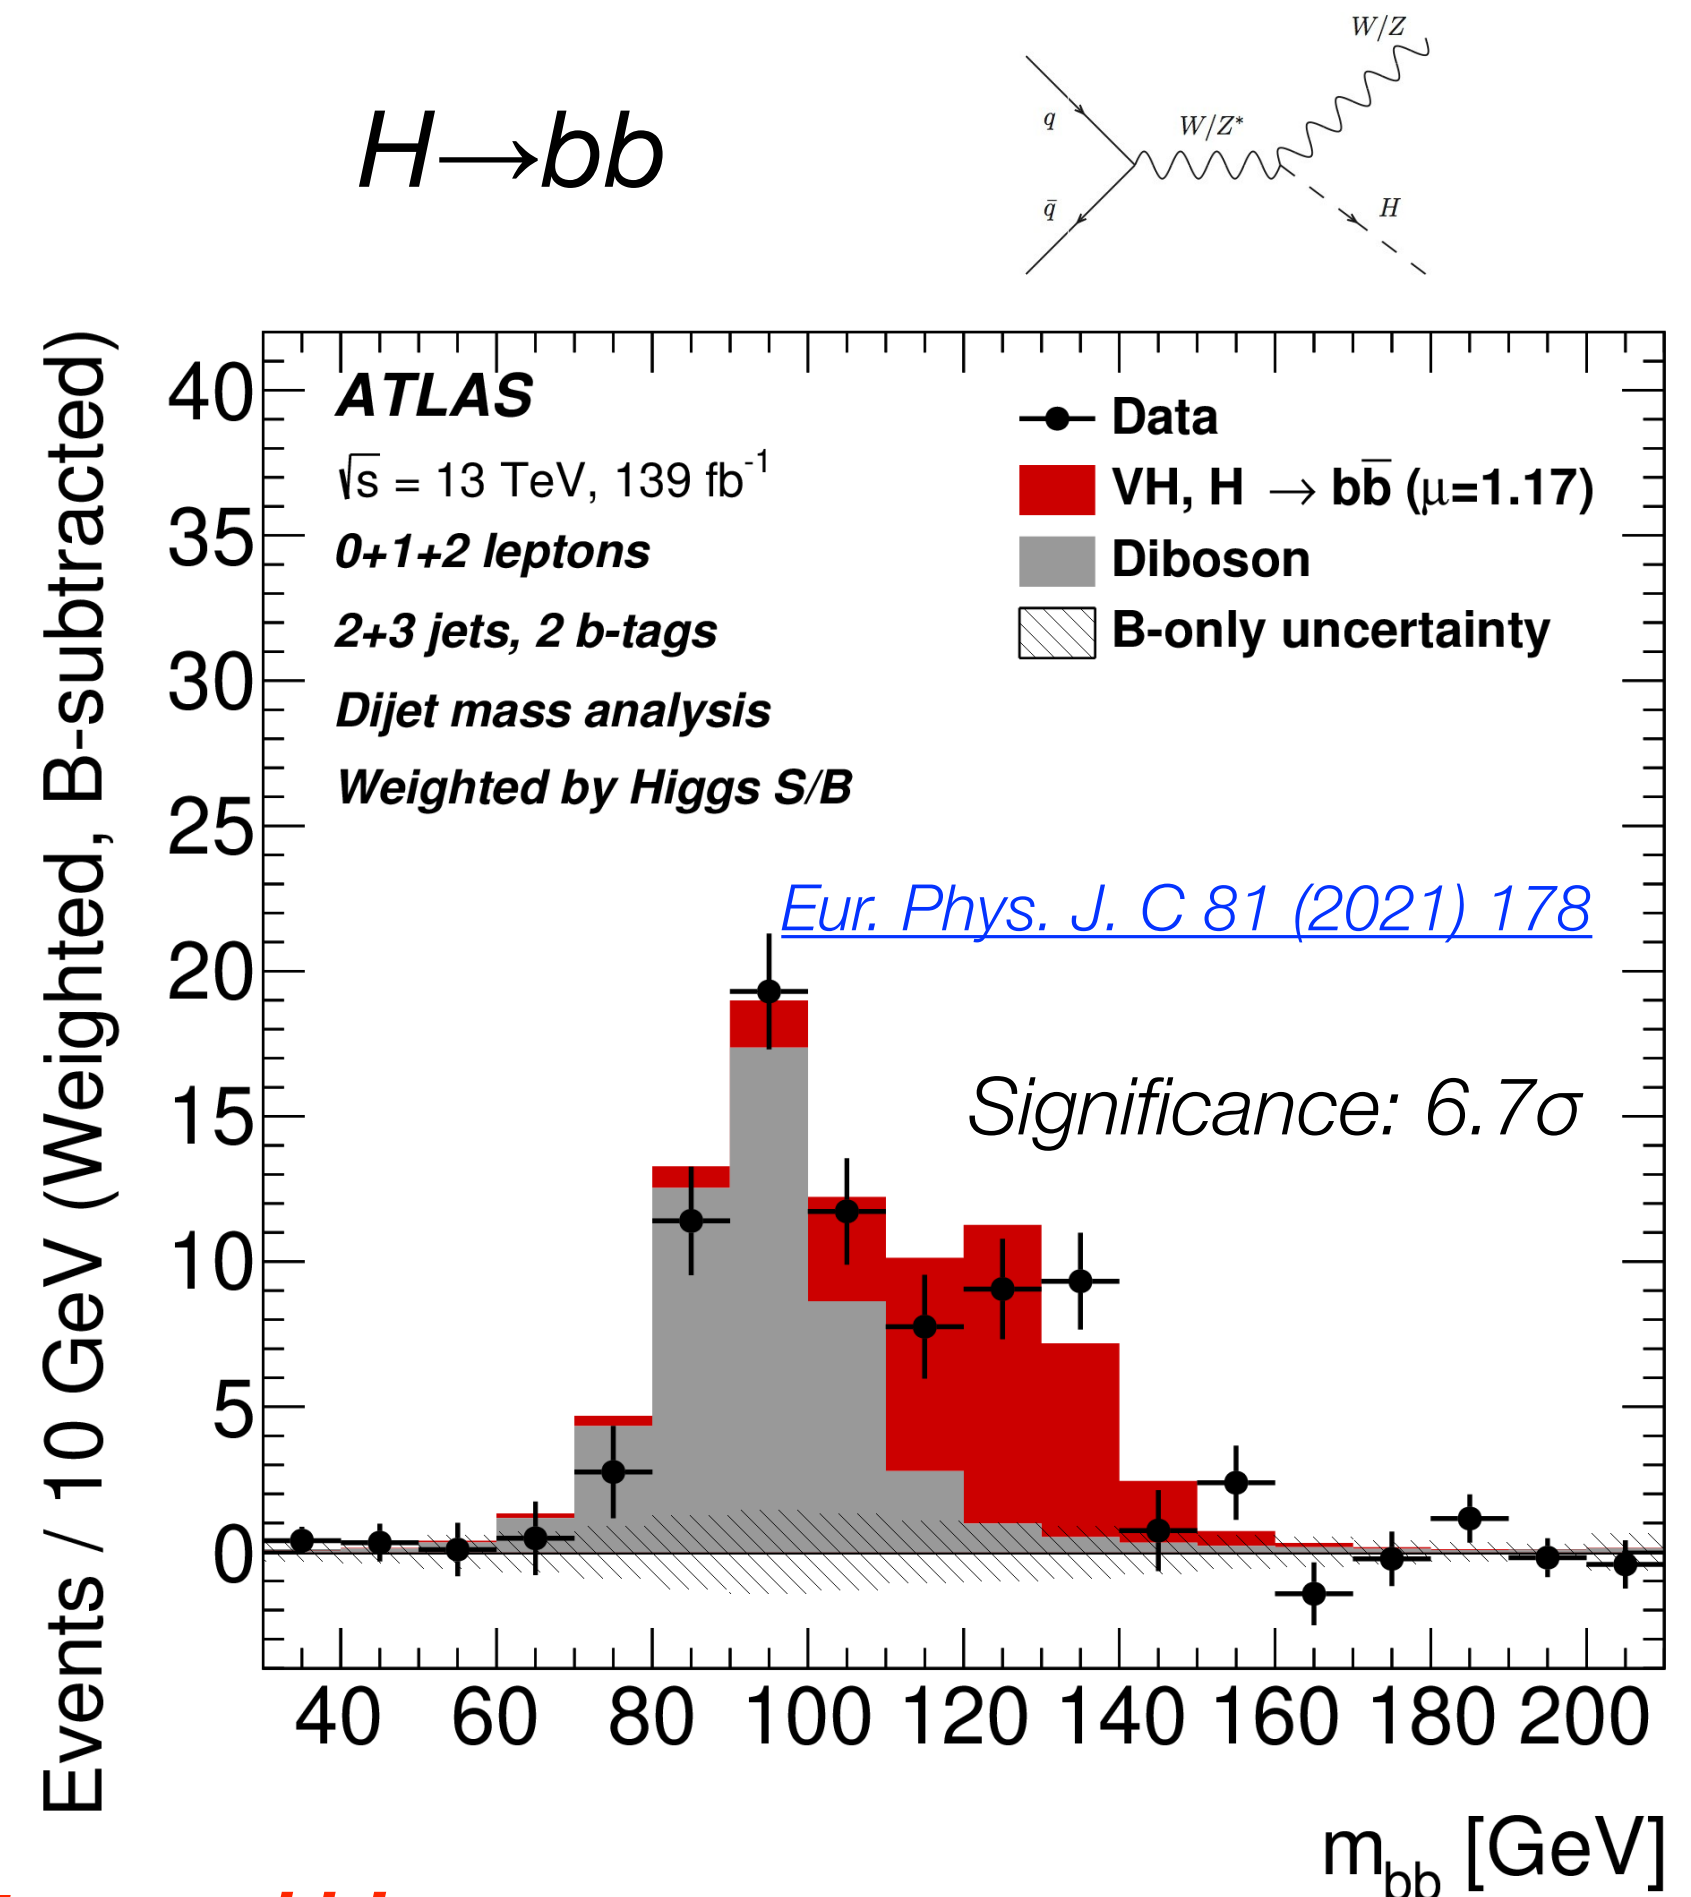 H→bb
W/Z
q
W/Z*
q̄
H
Events / 10 GeV (Weighted, B-subtracted)
40
35
30
25
20
15
10
5
0
ATLAS
√s = 13 TeV, 139 fb⁻¹
0+1+2 leptons
2+3 jets, 2 b-tags
Dijet mass analysis
Weighted by Higgs S/B
Data
VH, H → bb̄ (μ=1.17)
Diboson
B-only uncertainty
Eur. Phys. J. C 81 (2021) 178
Significance: 6.7σ
40 60 80 100 120 140 160 180 200
m_bb [GeV]